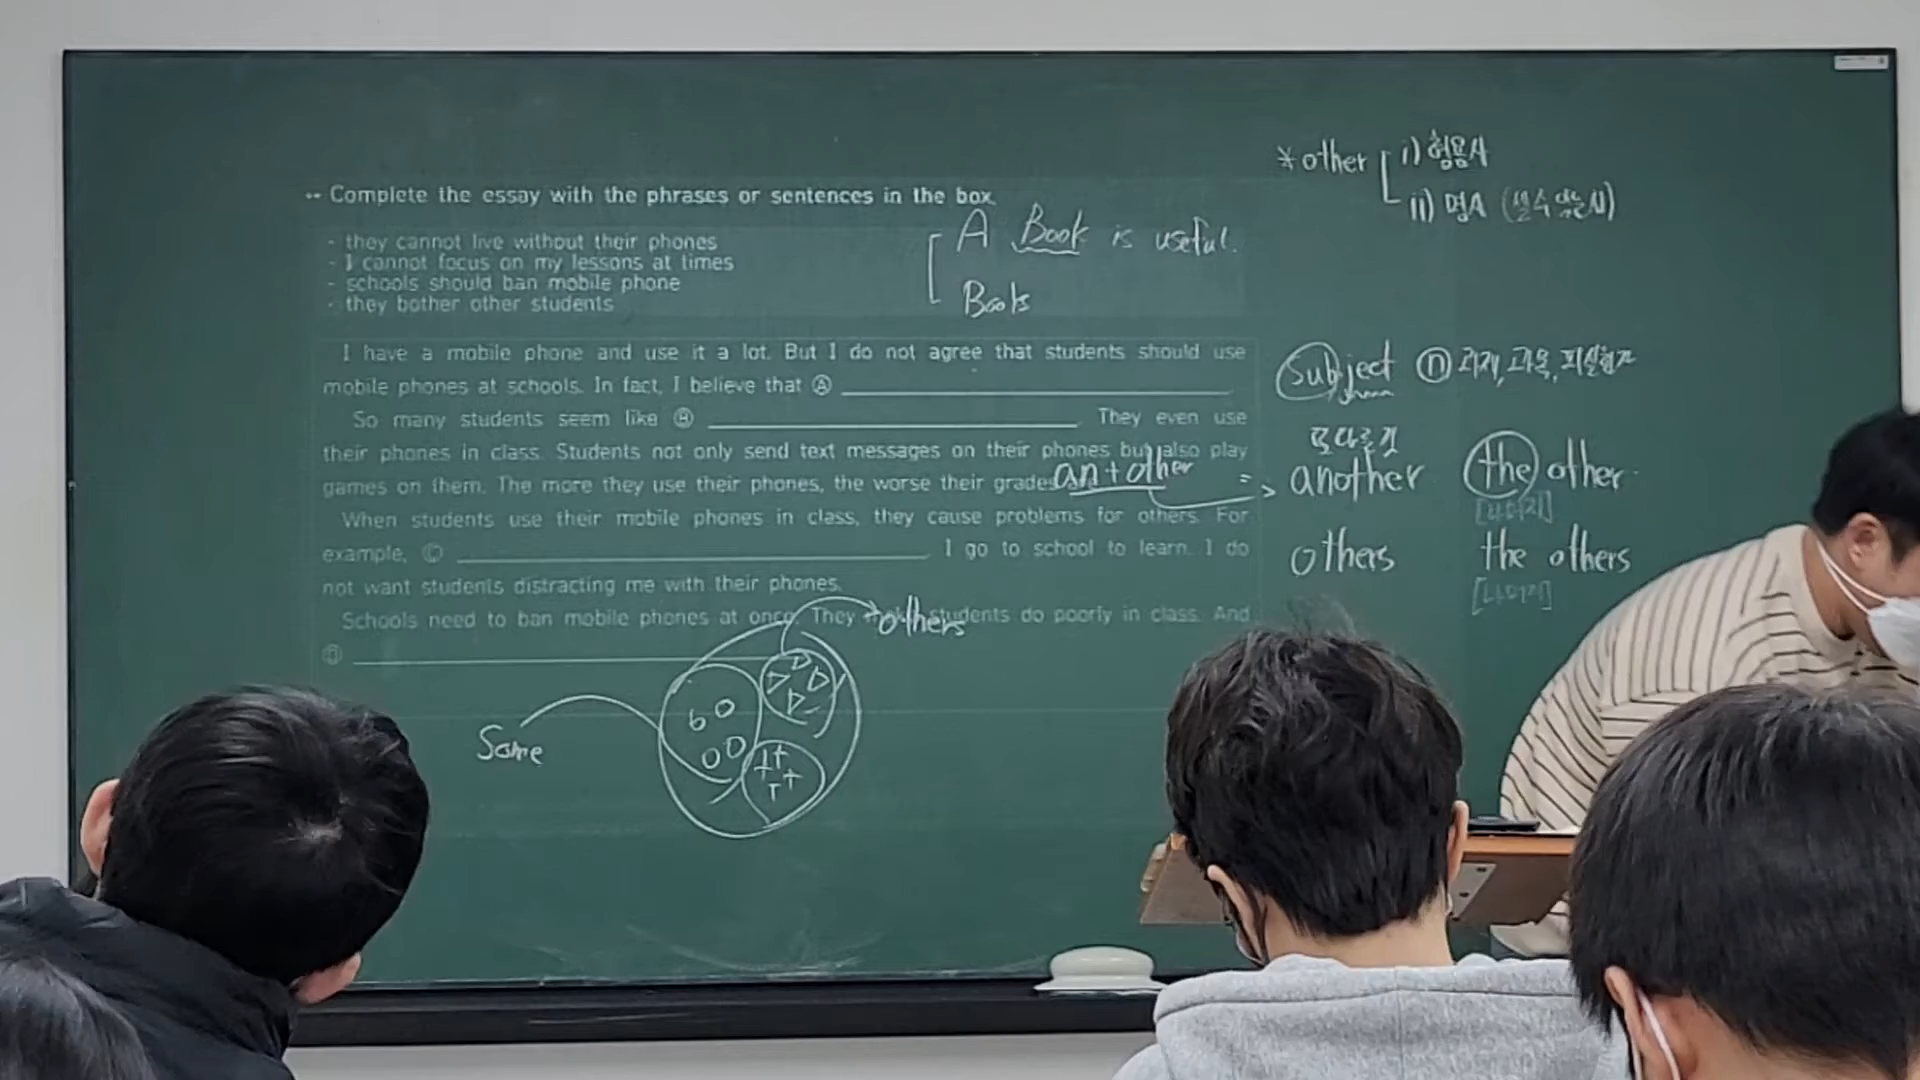 Complete the essay with the phrases or sentences in the box.
- they cannot live without their phones
- I cannot focus on my lessons at times
- schools should ban mobile phone
- they bother other students
A Book is useful.
Books
I have a mobile phone and use it a lot. But I do not agree that students should use
mobile phones at schools. In fact, I believe that Ⓐ
So many students seem like Ⓑ They even use
their phones in class. Students not only send text messages on their phones but also play
games on them. The more they use their phones, the worse their grades
When students use their mobile phones in class, they cause problems for others. For
example, Ⓒ I go to school to learn. I do
not want students distracting me with their phones.
Schools need to ban mobile phones at once. They students do poorly in class. And
Ⓓ
an + other =
others
Some
* other i) 형용사
ii) 명사 (셀 수 있는 N)
Subject ⓝ 과목, 피실험자
또 다른 것
another the other
[나머지]
others the others
[나머지]